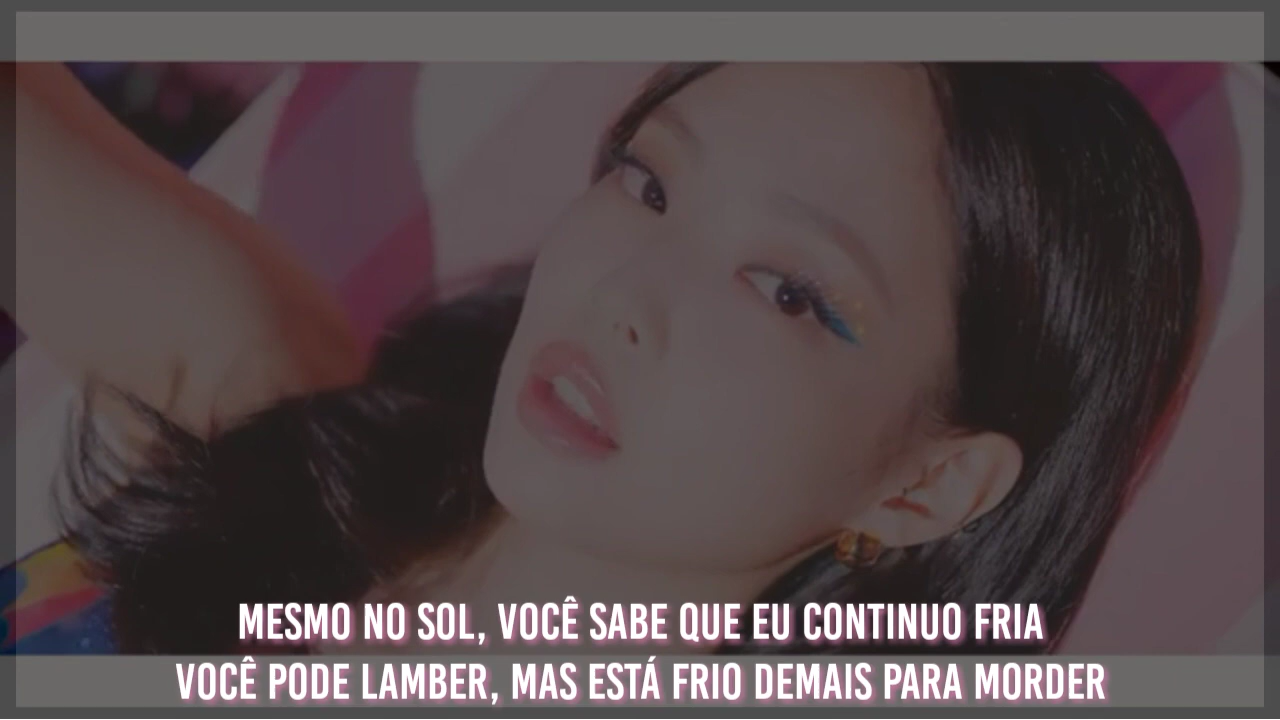 MESMO NO SOL, VOCÊ SABE QUE EU CONTINUO FRIA
VOCÊ PODE LAMBER, MAS ESTÁ FRIO DEMAIS PARA MORDER